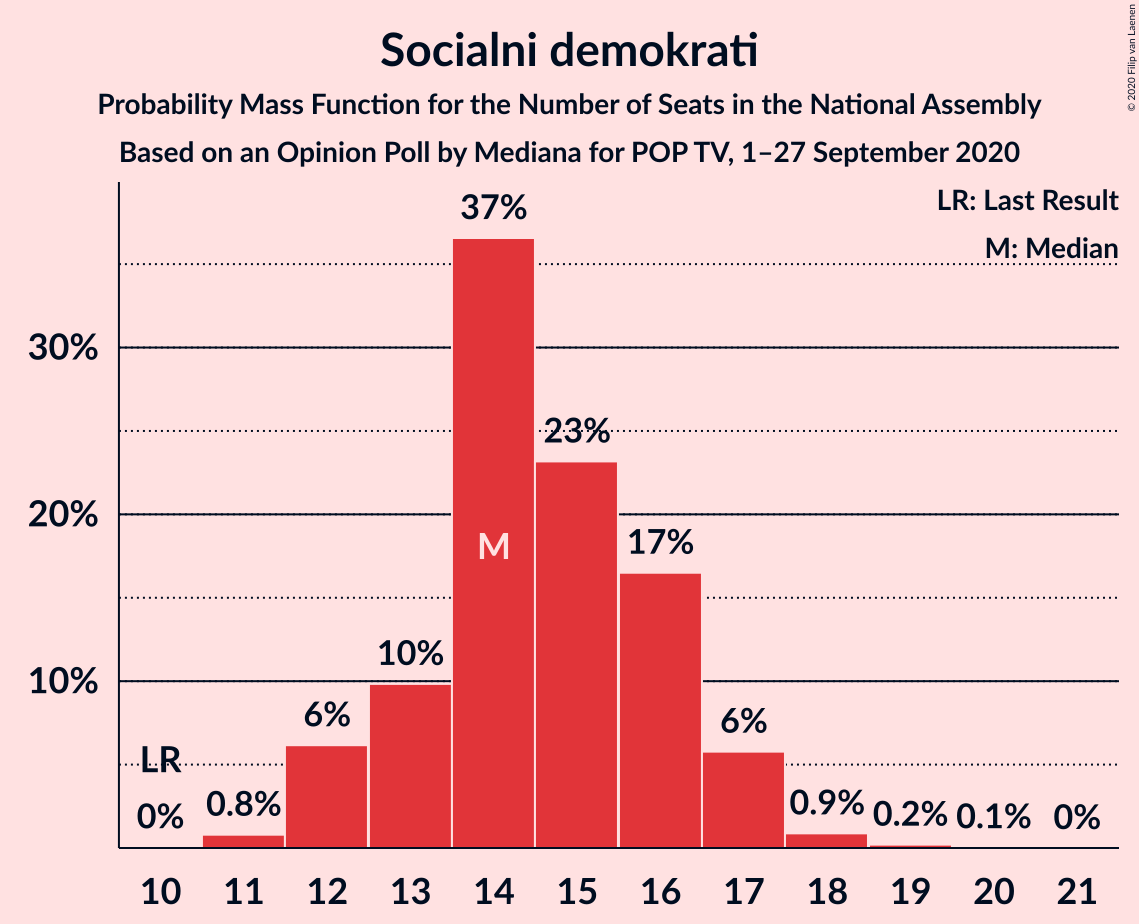 Socialni demokrati
Probability Mass Function for the Number of Seats in the National Assembly
Based on an Opinion Poll by Mediana for POP TV, 1–27 September 2020
© 2020 Filip van Laenen
LR: Last Result
M: Median
37%
30%
23%
20%
17%
M
10%
10%
6%
6%
LR
0%
0.8%
0.9%
0.2%
0.1%
0%
10 11 12 13 14 15 16 17 18 19 20 21